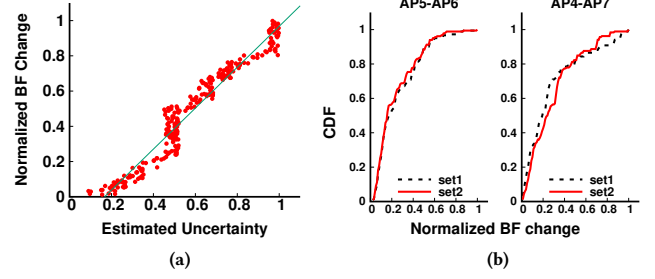 AP5-AP6
AP4-AP7
Normalized BF Change
1
0.8
0.6
0.4
0.2
0
0 0.2 0.4 0.6 0.8 1
Estimated Uncertainty
(a)
CDF
1
0.8
0.6
0.4
0.2
0
set1
set2
0 0.2 0.4 0.6 0.8 1
1
0.8
0.6
0.4
0.2
0
set1
set2
0 0.2 0.4 0.6 0.8 1
Normalized BF change
(b)